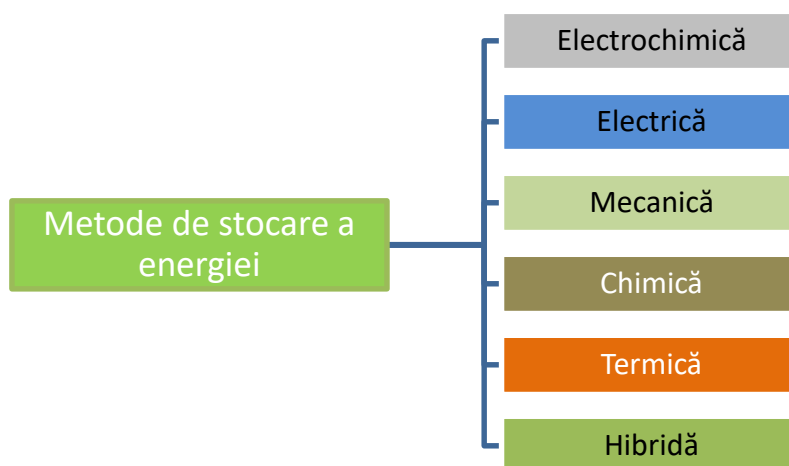 Metode de stocare a
energiei
Electrochimică
Electrică
Mecanică
Chimică
Termică
Hibridă